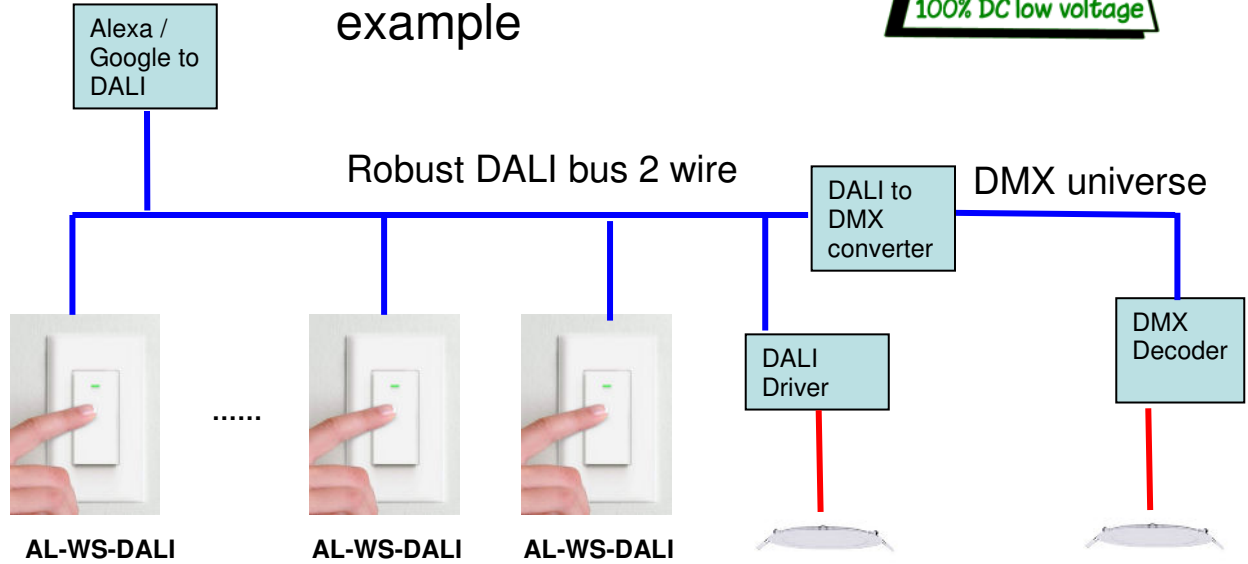 example
100% DC low voltage
Alexa /
Google to
DALI
Robust DALI bus 2 wire
DALI to
DMX
converter
DMX universe
DMX
Decoder
DALI
Driver
......
AL-WS-DALI
AL-WS-DALI
AL-WS-DALI